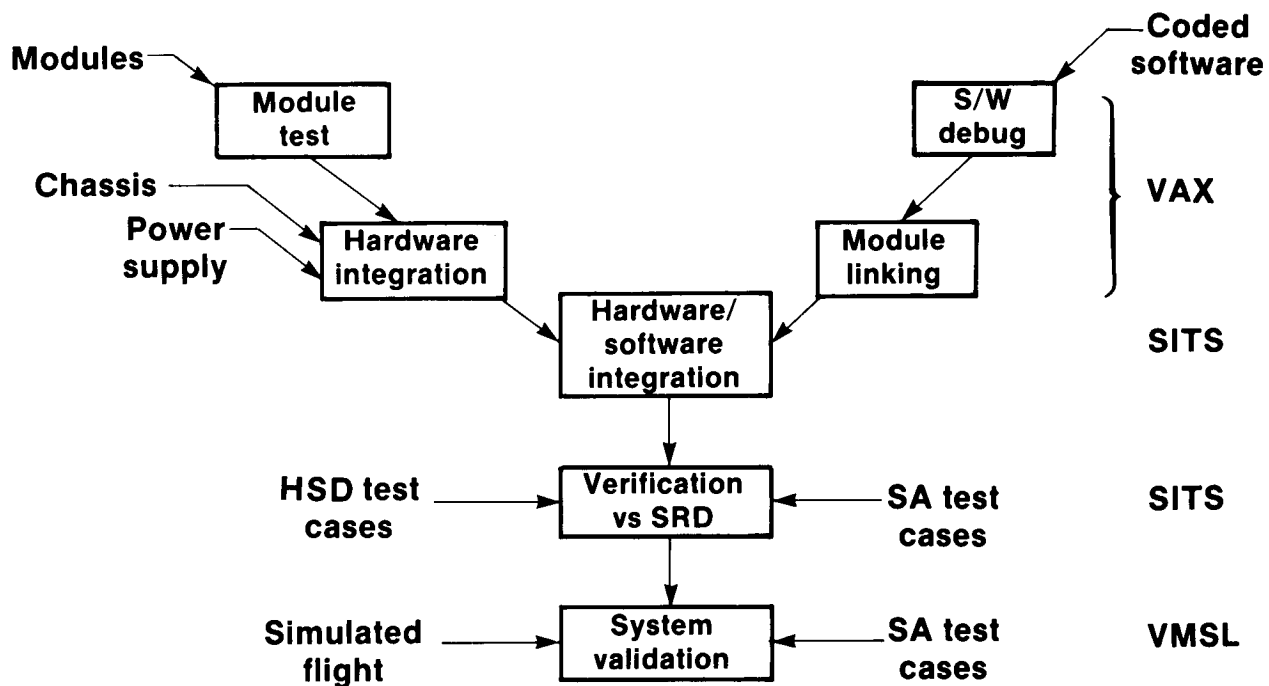 Modules
Coded
software
Module
test
S/W
debug
Chassis
Power
supply
Hardware
integration
Module
linking
VAX
Hardware/
software
integration
SITS
HSD test
cases
Verification
vs SRD
SA test
cases
SITS
Simulated
flight
System
validation
SA test
cases
VMSL